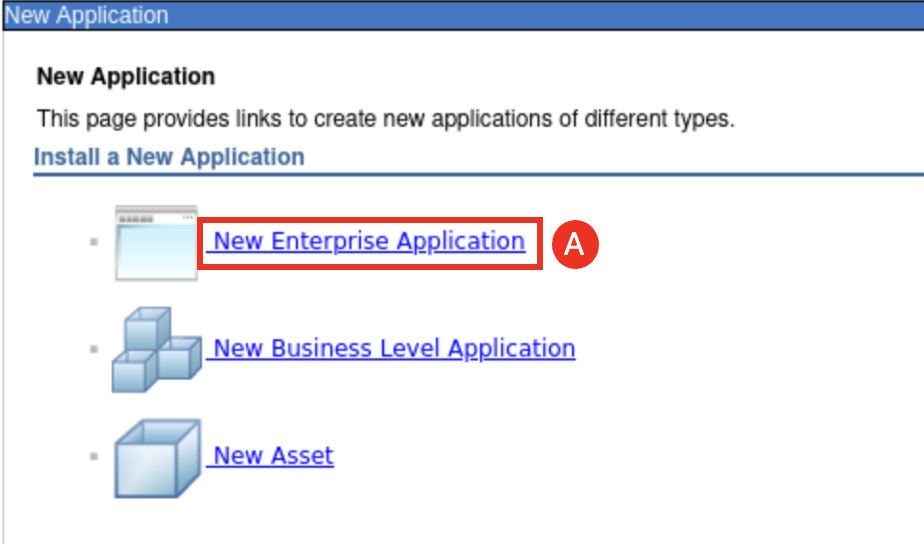 New Application
New Application
This page provides links to create new applications of different types.
Install a New Application
New Enterprise Application
A
New Business Level Application
New Asset